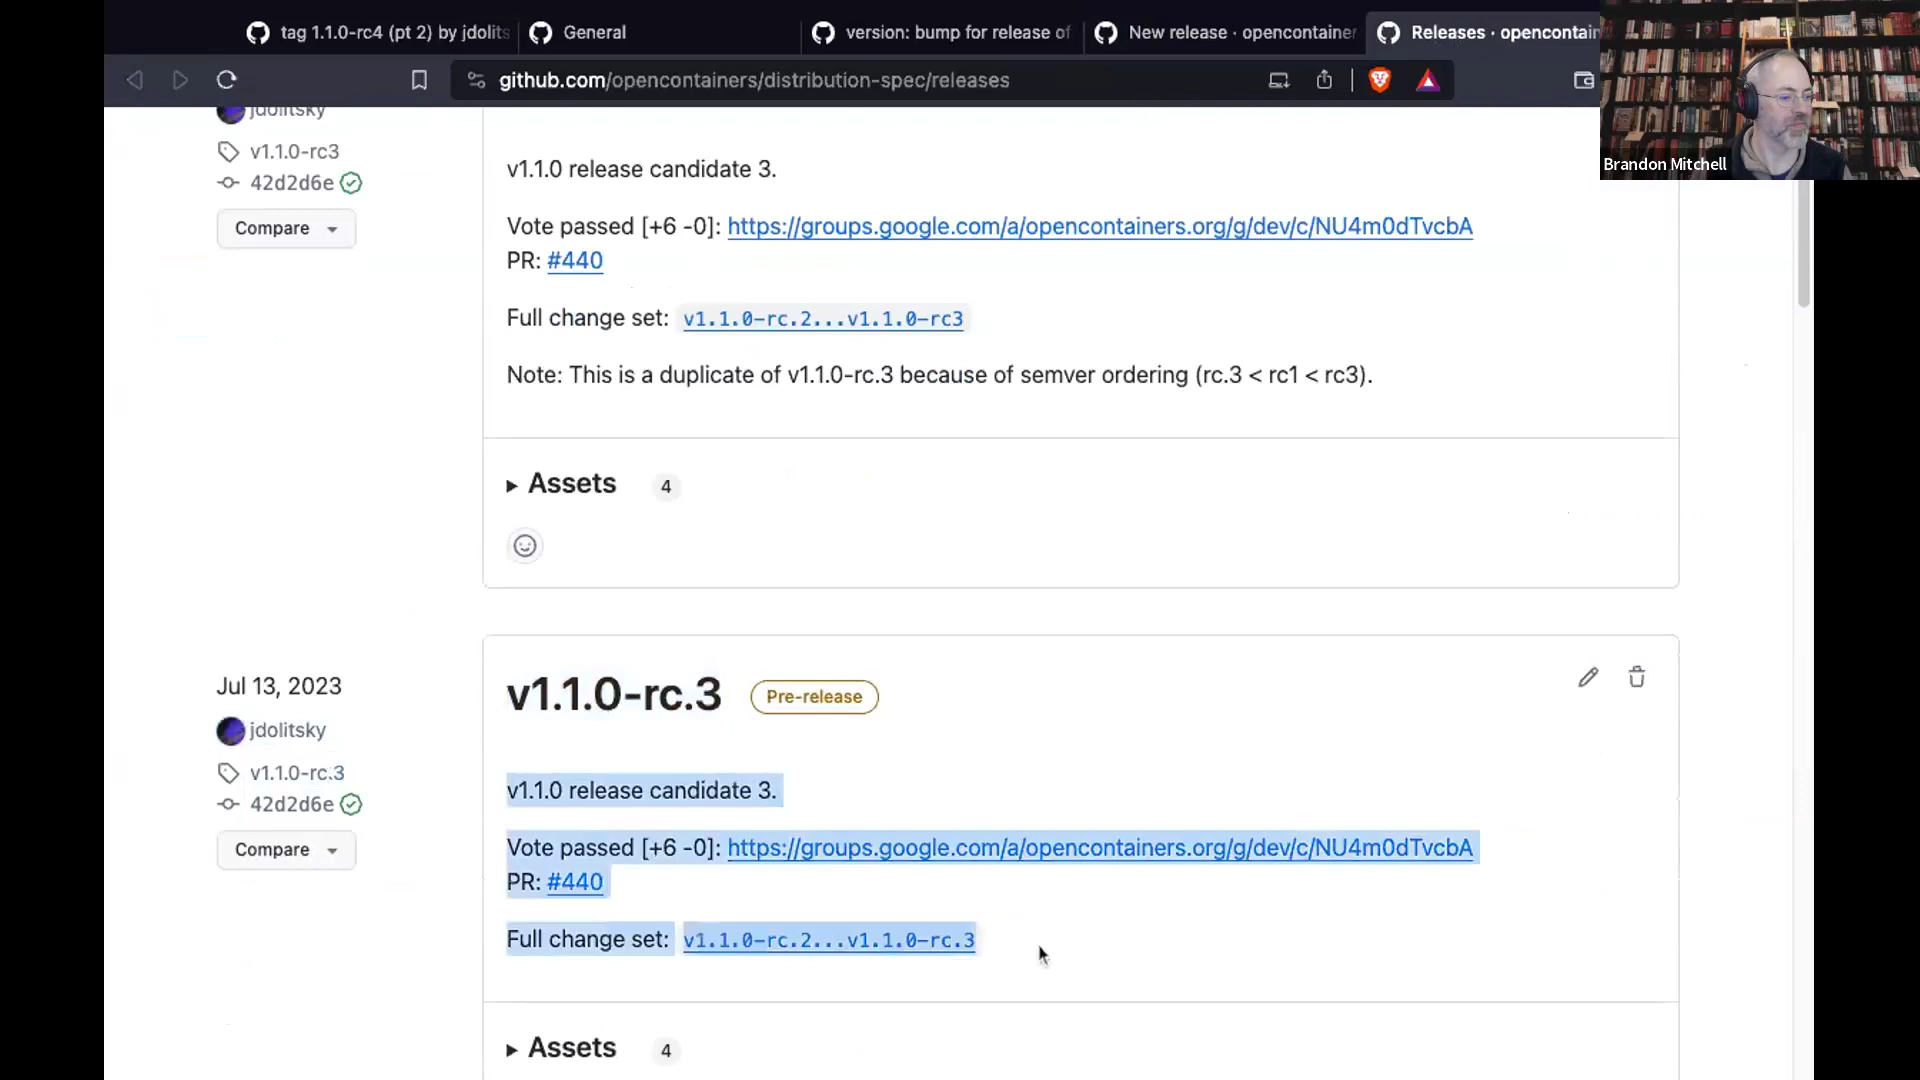 tag 1.1.0-rc4 (pt 2) by jdolits
General
version: bump for release of
New release · opencontainer
Releases · opencontain
github.com/opencontainers/distribution-spec/releases
Brandon Mitchell
jdolitsky
v1.1.0-rc3
42d2d6e
Compare
v1.1.0 release candidate 3.
Vote passed [+6 -0]: https://groups.google.com/a/opencontainers.org/g/dev/c/NU4m0dTvcbA
PR: #440
Full change set: v1.1.0-rc.2...v1.1.0-rc3
Note: This is a duplicate of v1.1.0-rc.3 because of semver ordering (rc.3 < rc1 < rc3).
Assets 4
Jul 13, 2023
jdolitsky
v1.1.0-rc.3
42d2d6e
Compare
v1.1.0-rc.3 Pre-release
v1.1.0 release candidate 3.
Vote passed [+6 -0]: https://groups.google.com/a/opencontainers.org/g/dev/c/NU4m0dTvcbA
PR: #440
Full change set: v1.1.0-rc.2...v1.1.0-rc.3
Assets 4